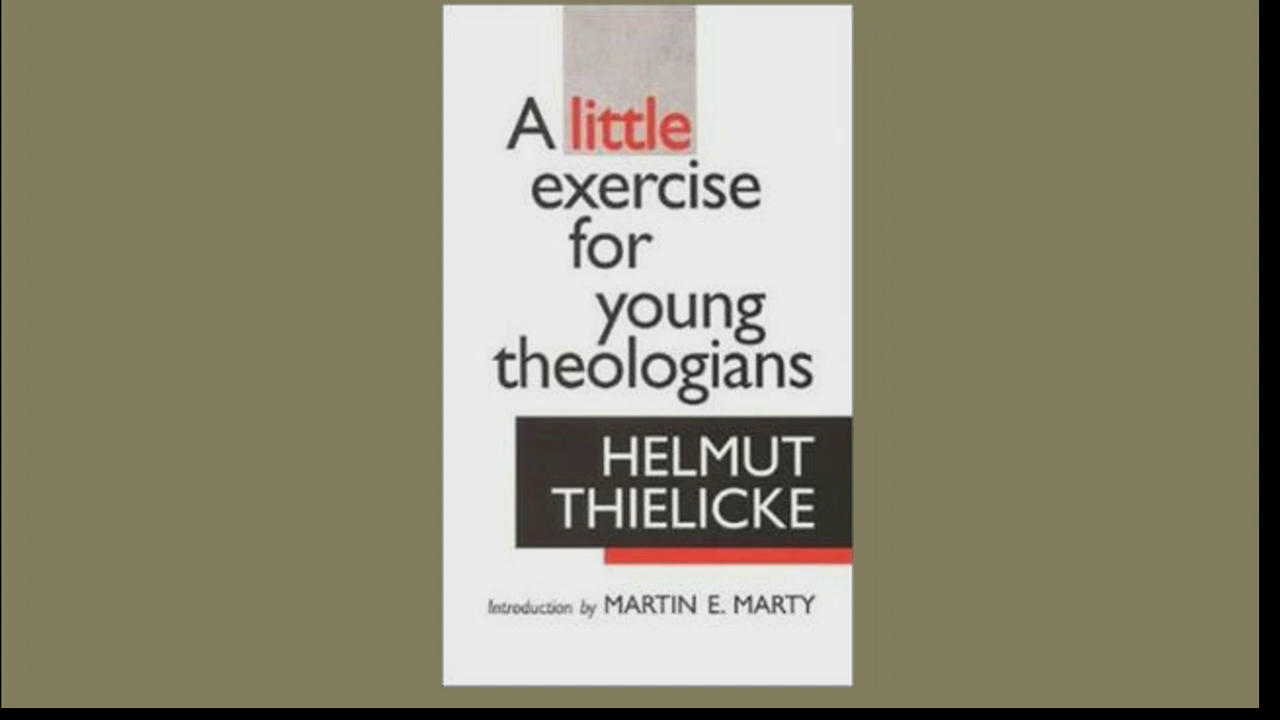 A little
exercise
for
young
theologians
HELMUT
THIELICKE
Introduction by MARTIN E. MARTY